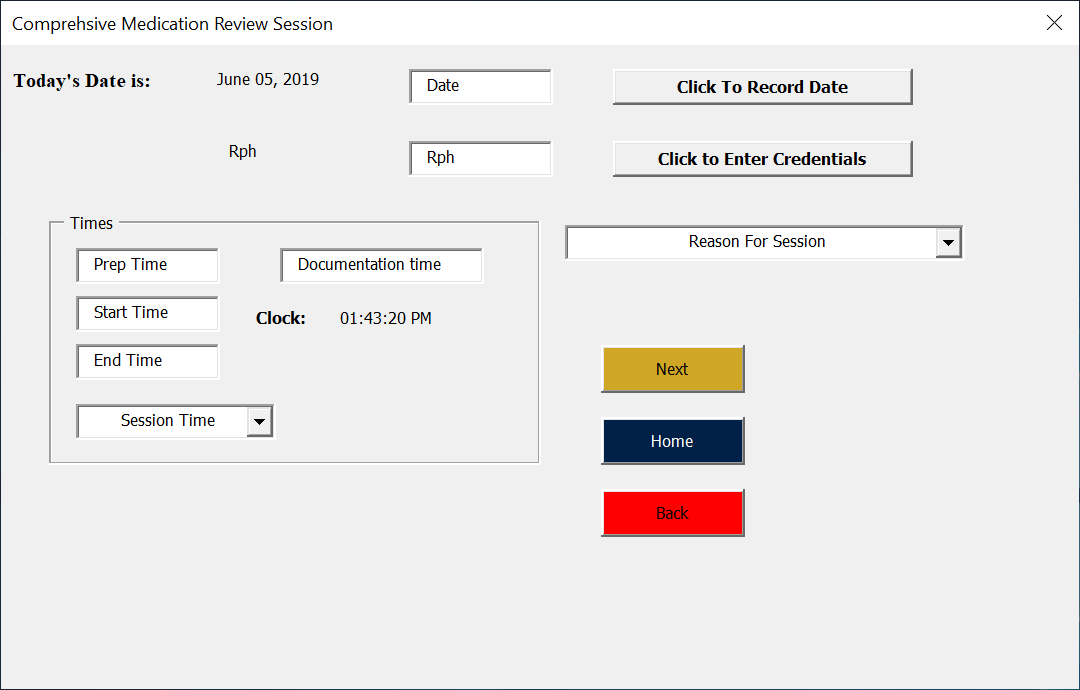 Comprehsive Medication Review Session
Today's Date is: June 05, 2019 Date Click To Record Date
Rph Rph Click to Enter Credentials
Times
Reason For Session
Prep Time Documentation time
Start Time Clock: 01:43:20 PM
End Time
Session Time
Next
Home
Back